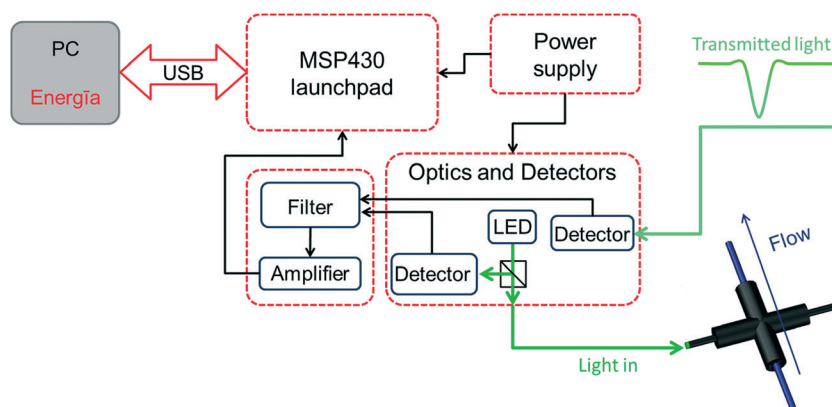 PC
Energīa
USB
MSP430
launchpad
Power
supply
Transmitted light
Optics and Detectors
Filter
Amplifier
LED
Detector
Detector
Flow
Light in